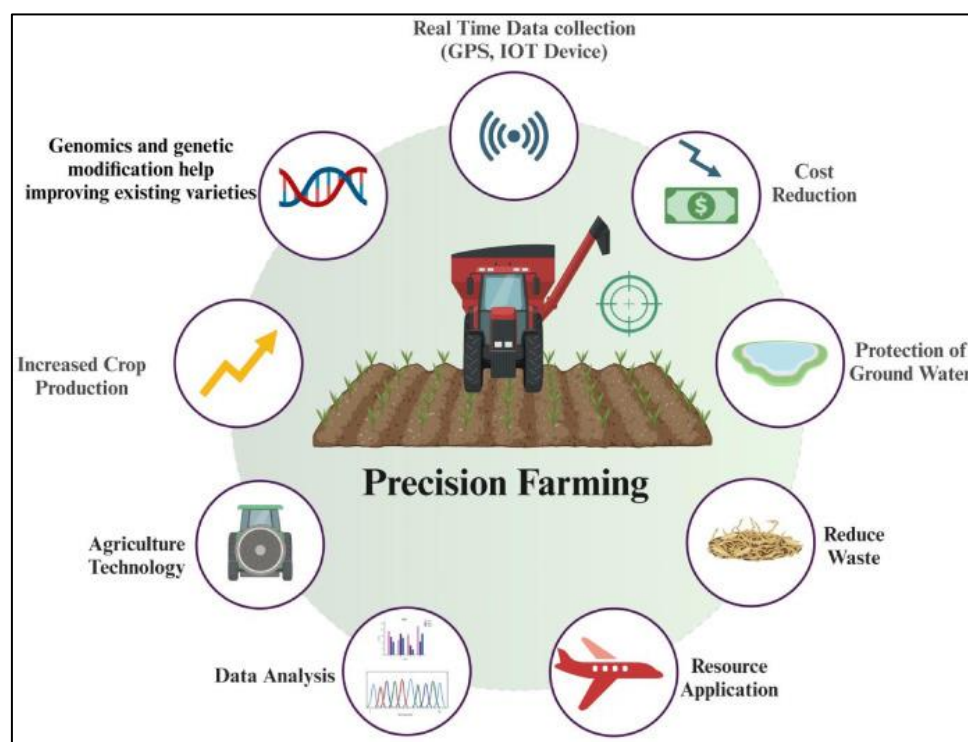 Real Time Data collection
(GPS, IOT Device)
Genomics and genetic
modification help
improving existing varieties
Cost
Reduction
$
Increased Crop
Production
Protection of
Ground Water
Precision Farming
Agriculture
Technology
Reduce
Waste
Data Analysis
Resource
Application